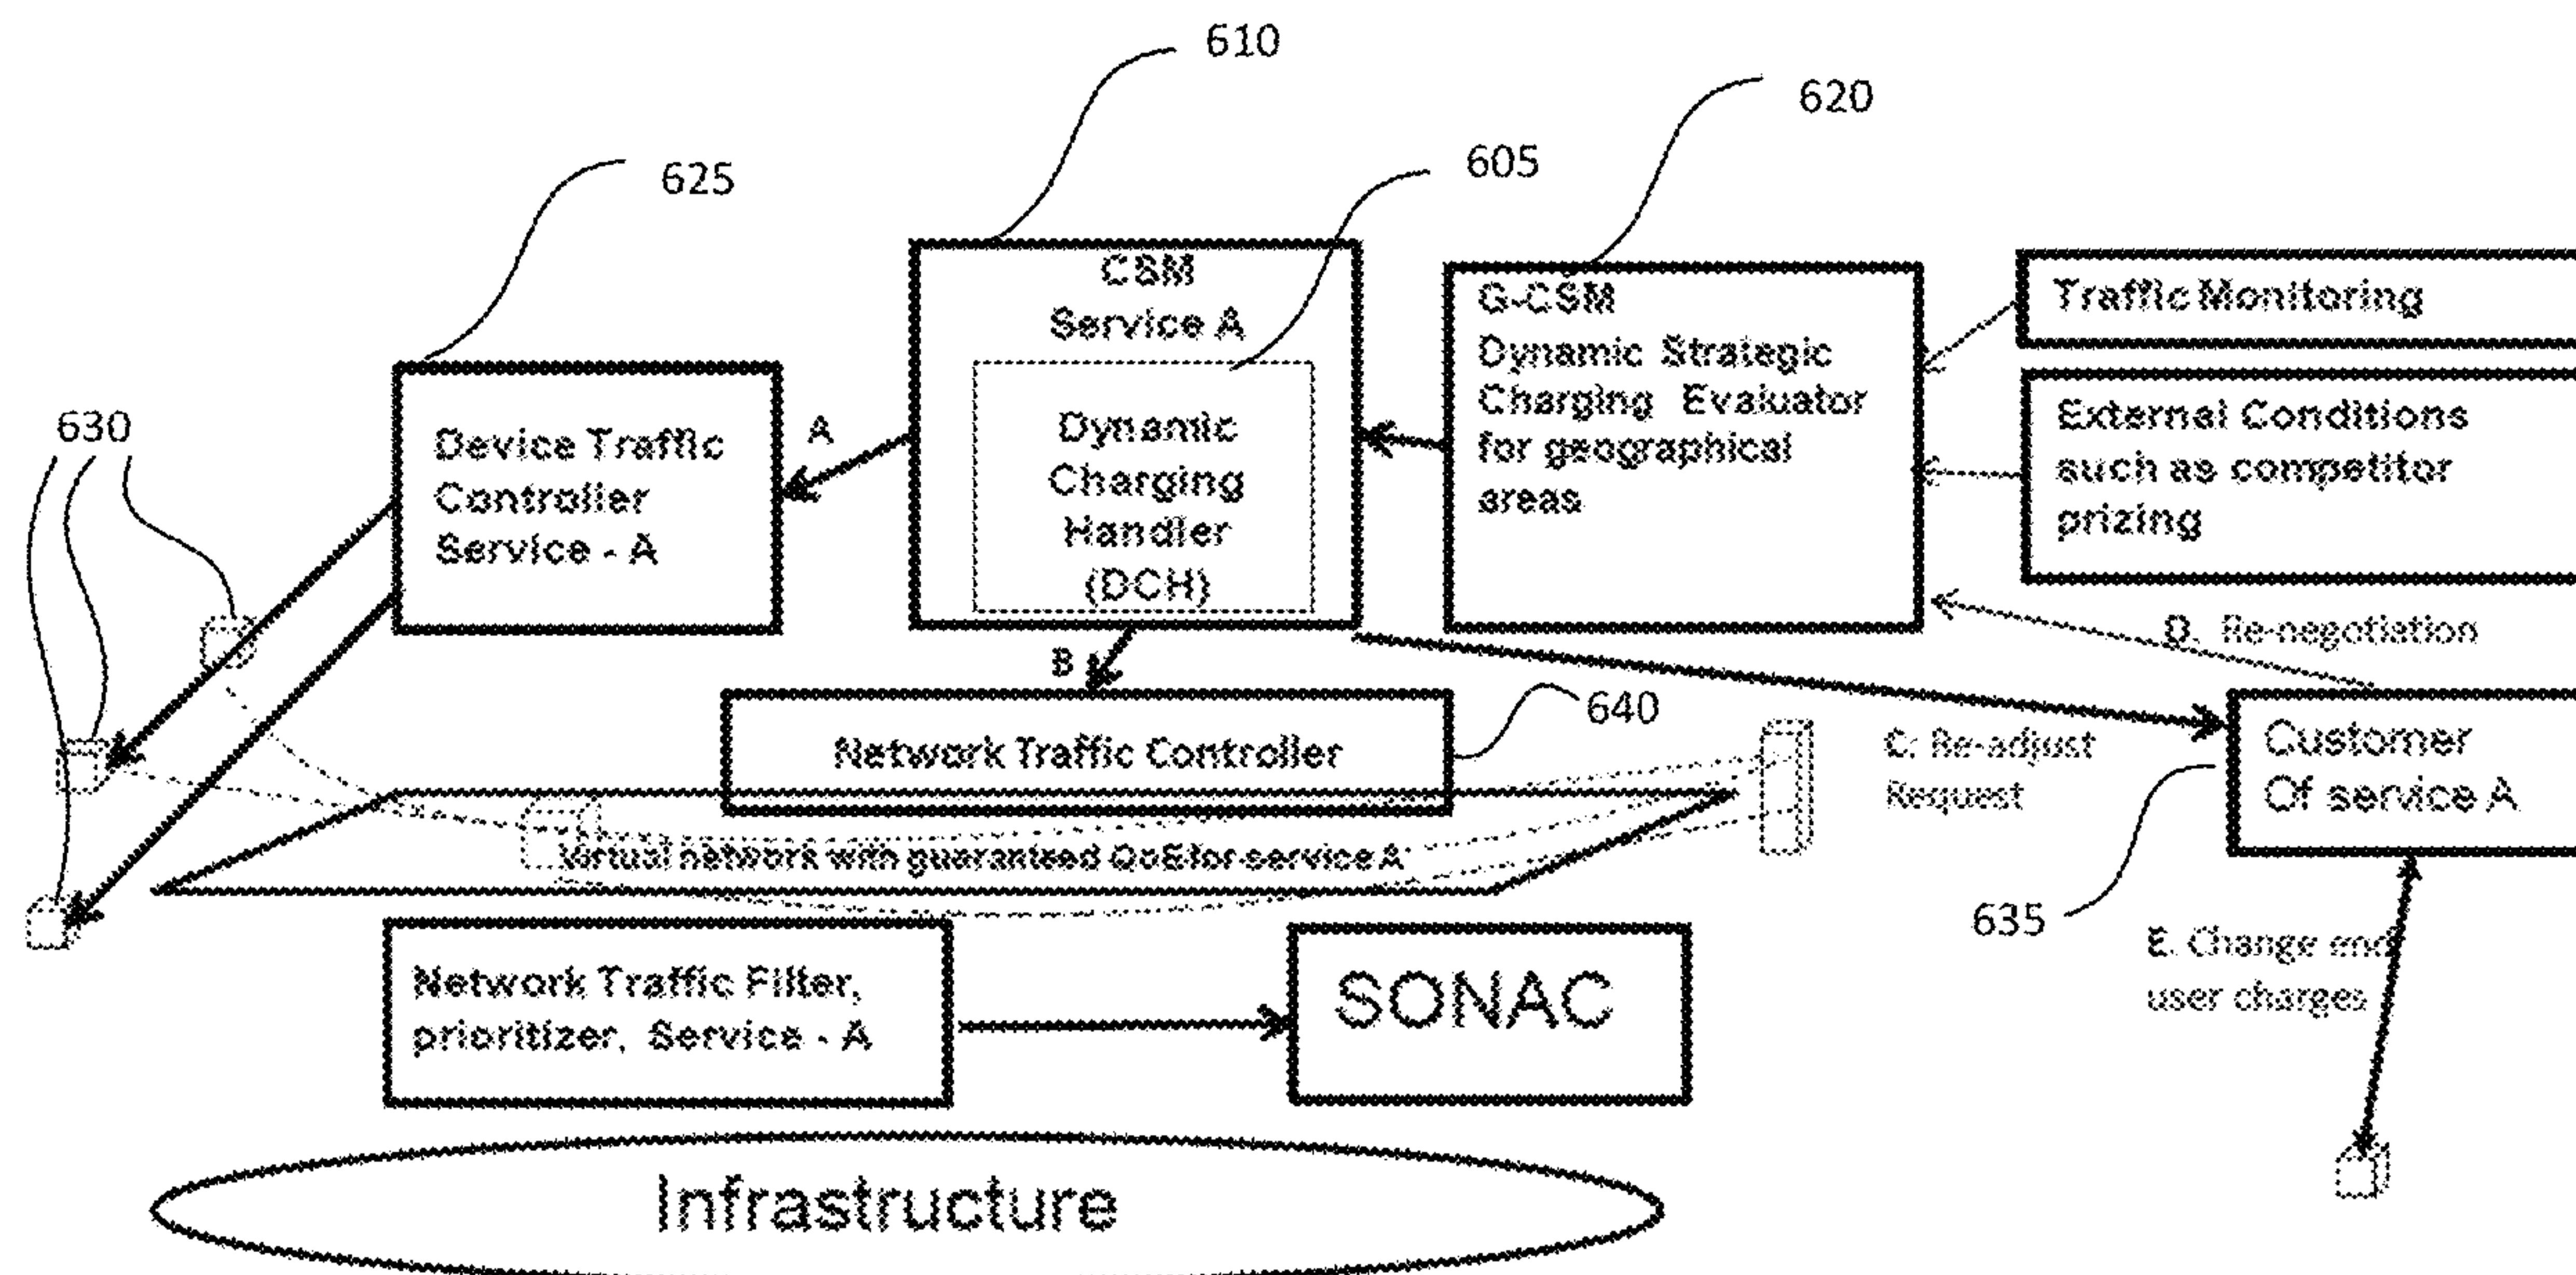 610
620
605
625
630
CSM
Service A
Dynamic
Charging
Handler
(DCH)
G-CSM
Dynamic Strategic
Charging Evaluator
for geographical
areas
Traffic Monitoring
External Conditions
such as competitor
prizing
Device Traffic
Controller
Service - A
A
B
D. Re-negotiation
640
Network Traffic Controller
C: Re-adjust
Request
Customer
Of service A
635
Virtual network with guaranteed QoE for service A
Network Traffic Filter,
prioritizer, Service - A
SONAC
E. Change end
user charges
Infrastructure